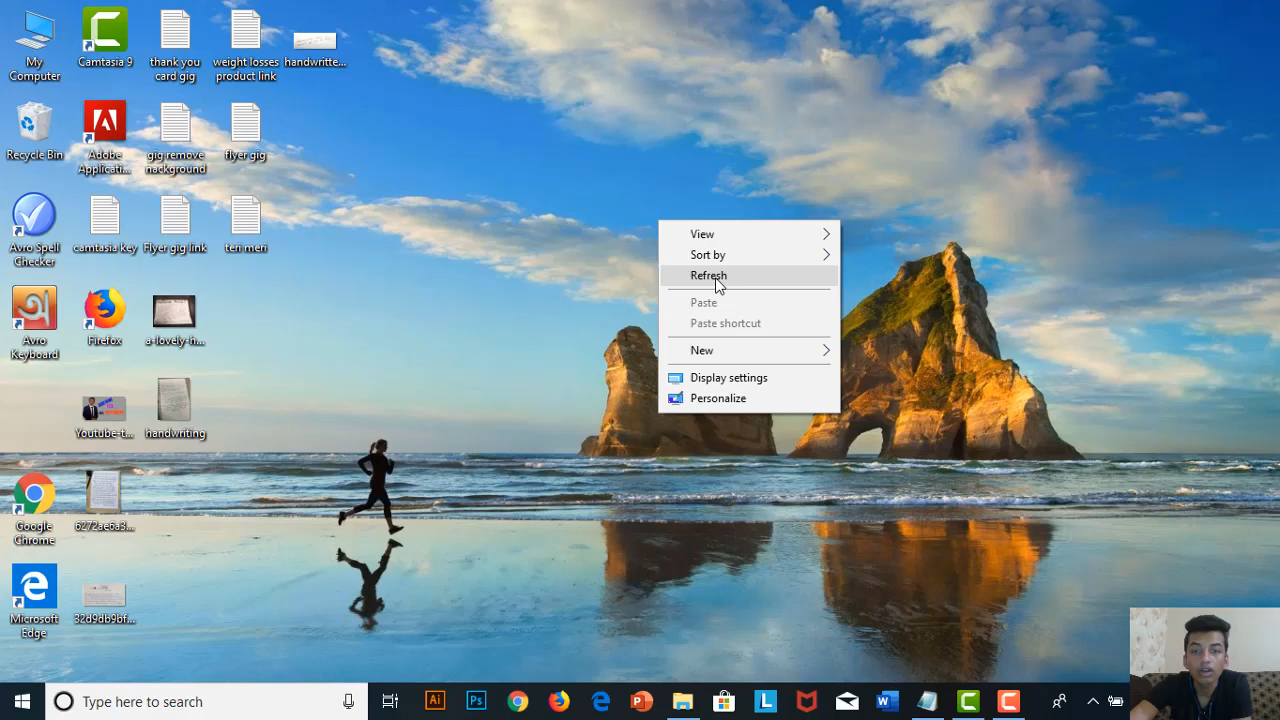 My
Computer
Camtasia 9
thank you
card gig
weight losses
product link
handwritte...
Recycle Bin
Adobe
Applicati...
gig remove
nackground
flyer gig
Avro Spell
Checker
camtasia key
Flyer gig link
teri meri
Avro
Keyboard
Firefox
a-lovely-h...
Youtube-t...
handwriting
Google
Chrome
6272ae6a3...
Microsoft
Edge
32d9db9bf...
View
Sort by
Refresh
Paste
Paste shortcut
New
Display settings
Personalize
Type here to search